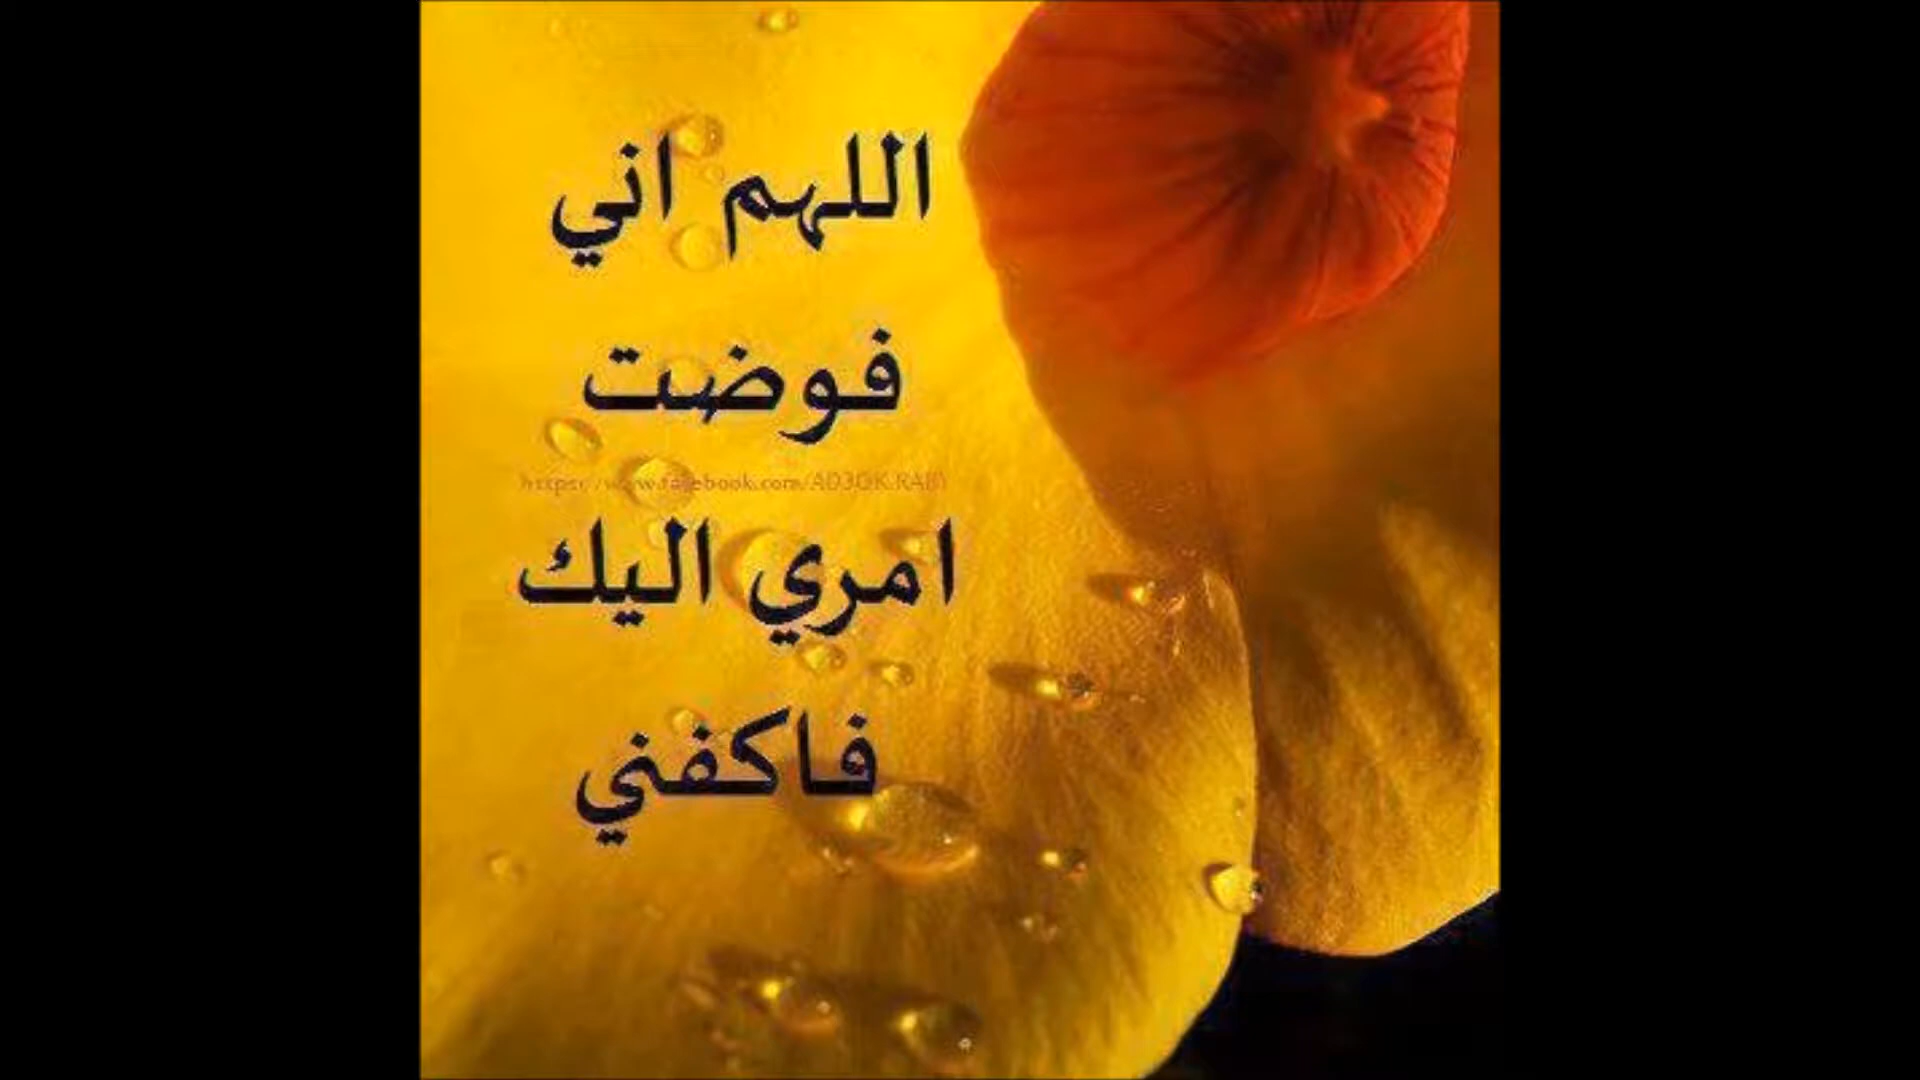 اللهم اني
فوضت
امري اليك
فاكفني